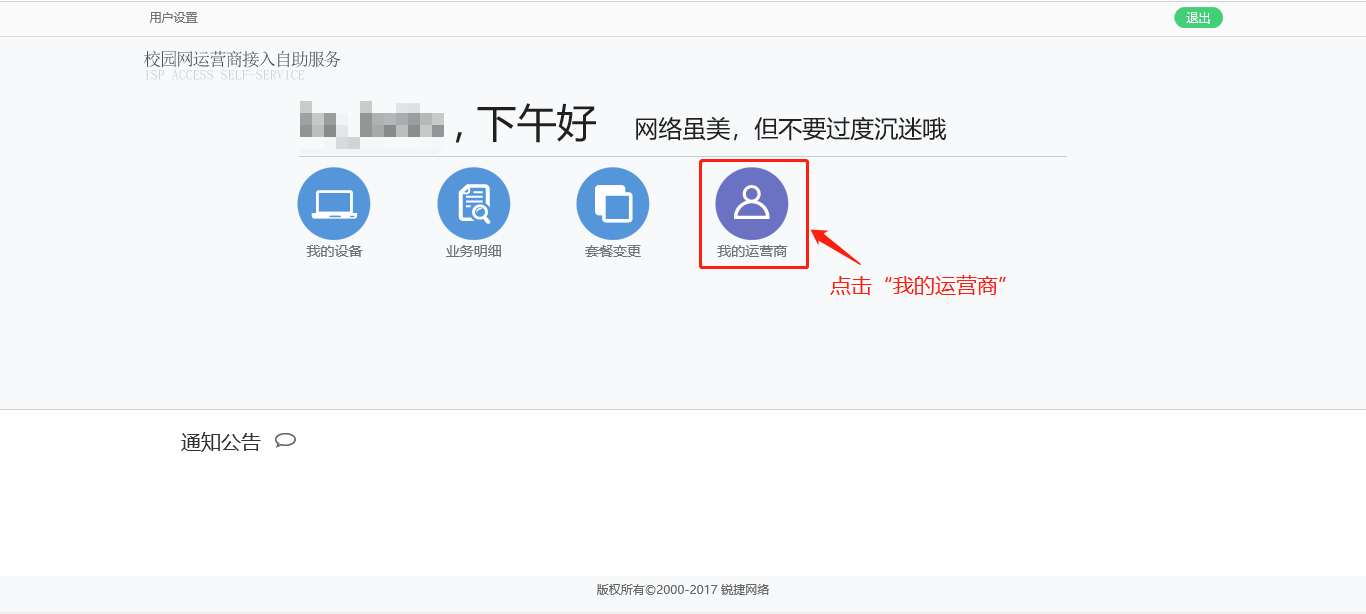 用户设置
退出
校园网运营商接入自助服务
ISP ACCESS SELF-SERVICE
，下午好 网络虽美，但不要过度沉迷哦
我的设备 业务明细 套餐变更 我的运营商
点击“我的运营商”
通知公告
版权所有©2000-2017 锐捷网络